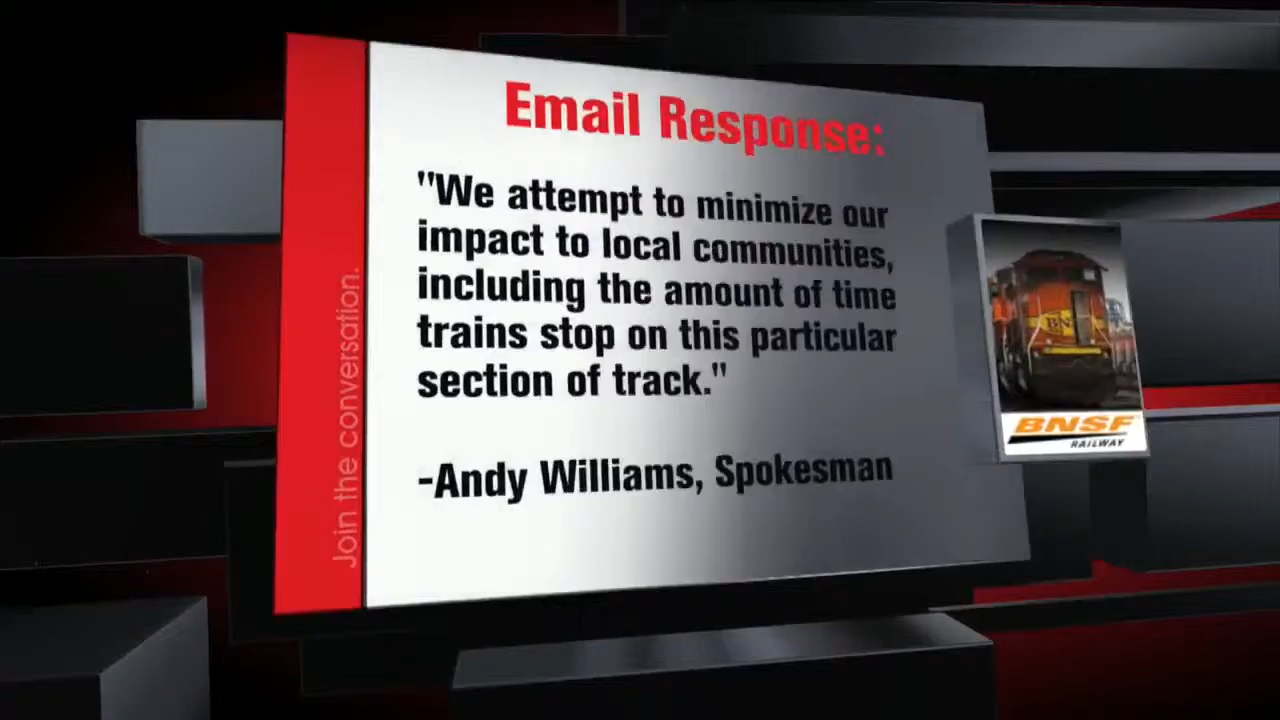 Email Response:
"We attempt to minimize our
impact to local communities,
including the amount of time
trains stop on this particular
section of track."
-Andy Williams, Spokesman
Join the conversation.
BN
BNSF
RAILWAY